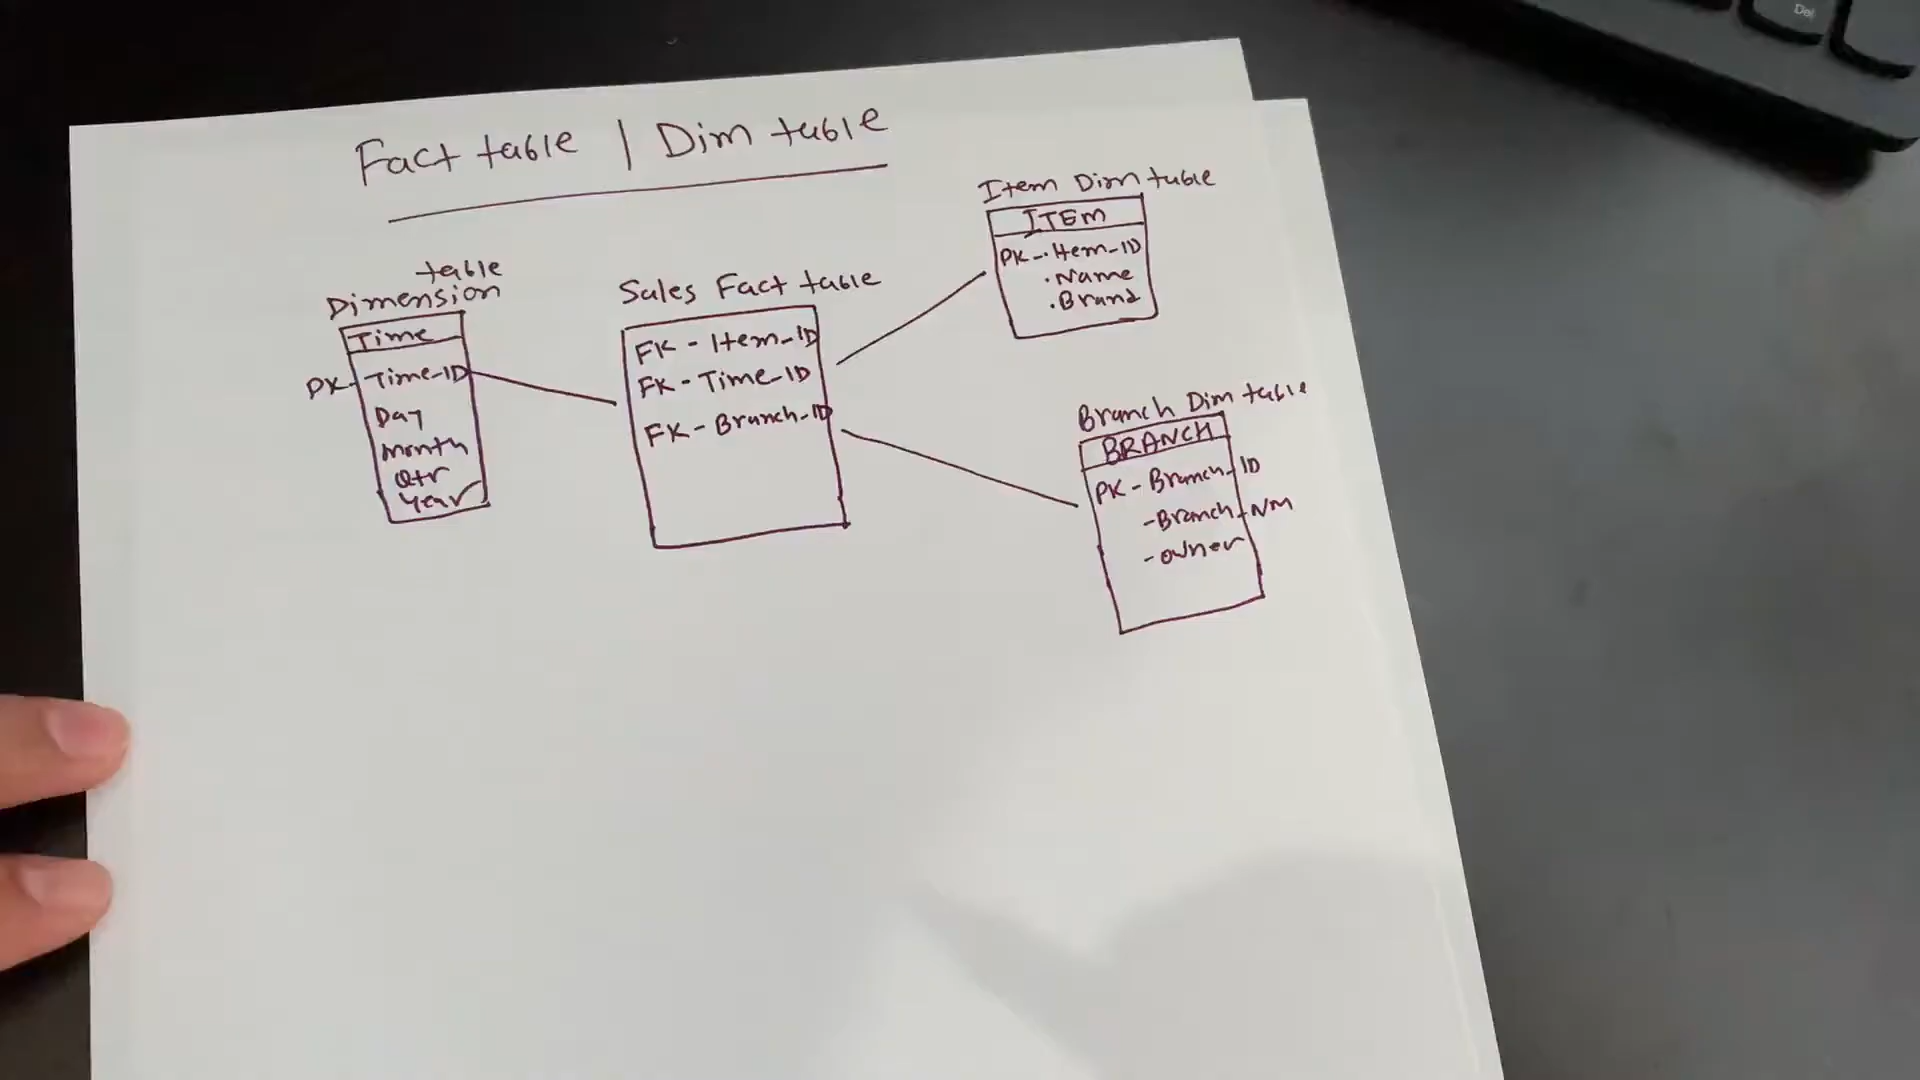 Del
Fact table | Dim table
table
Dimension
Time
PK- Time-ID
Day
Month
Qtr
Year
Sales Fact table
FK - Item-ID
FK - Time-ID
FK - Branch-ID
Item Dim table
ITEM
PK - . Item-ID
. Name
. Brand
Branch Dim table
BRANCH
PK - Branch-ID
- Branch-NM
- owner